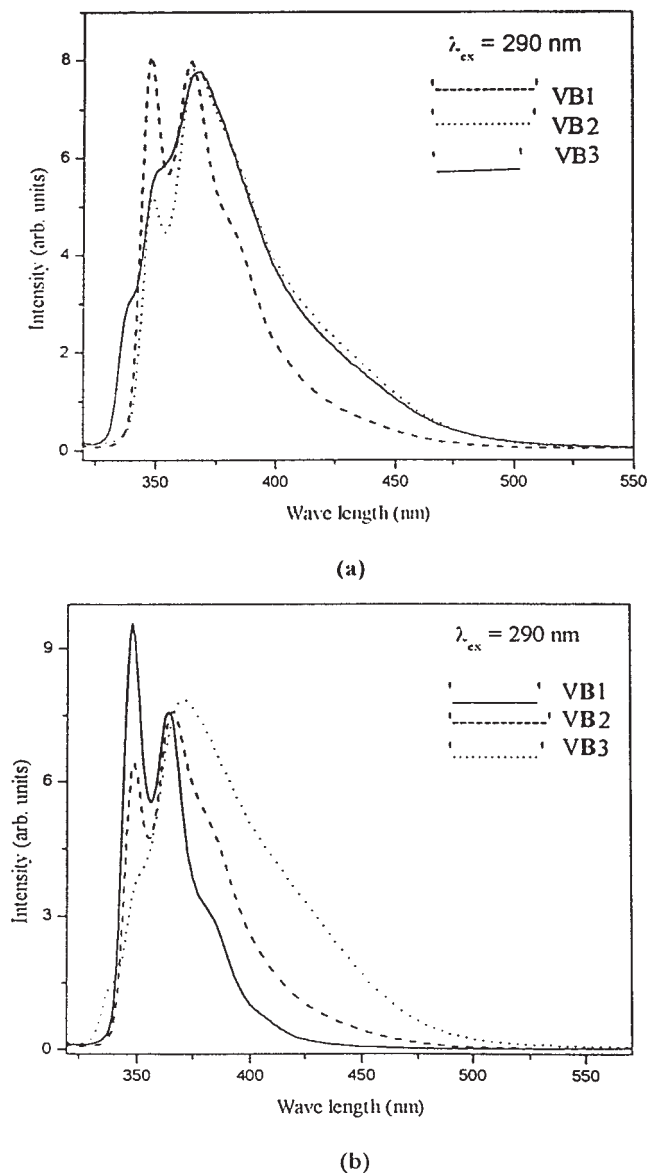 λex = 290 nm
VB1
VB2
VB3
8
6
4
2
0
Intensity (arb. units)
350 400 450 500 550
Wave length (nm)
(a)
λex = 290 nm
VB1
VB2
VB3
9
6
3
0
Intensity (arb. units)
350 400 450 500 550
Wave length (nm)
(b)